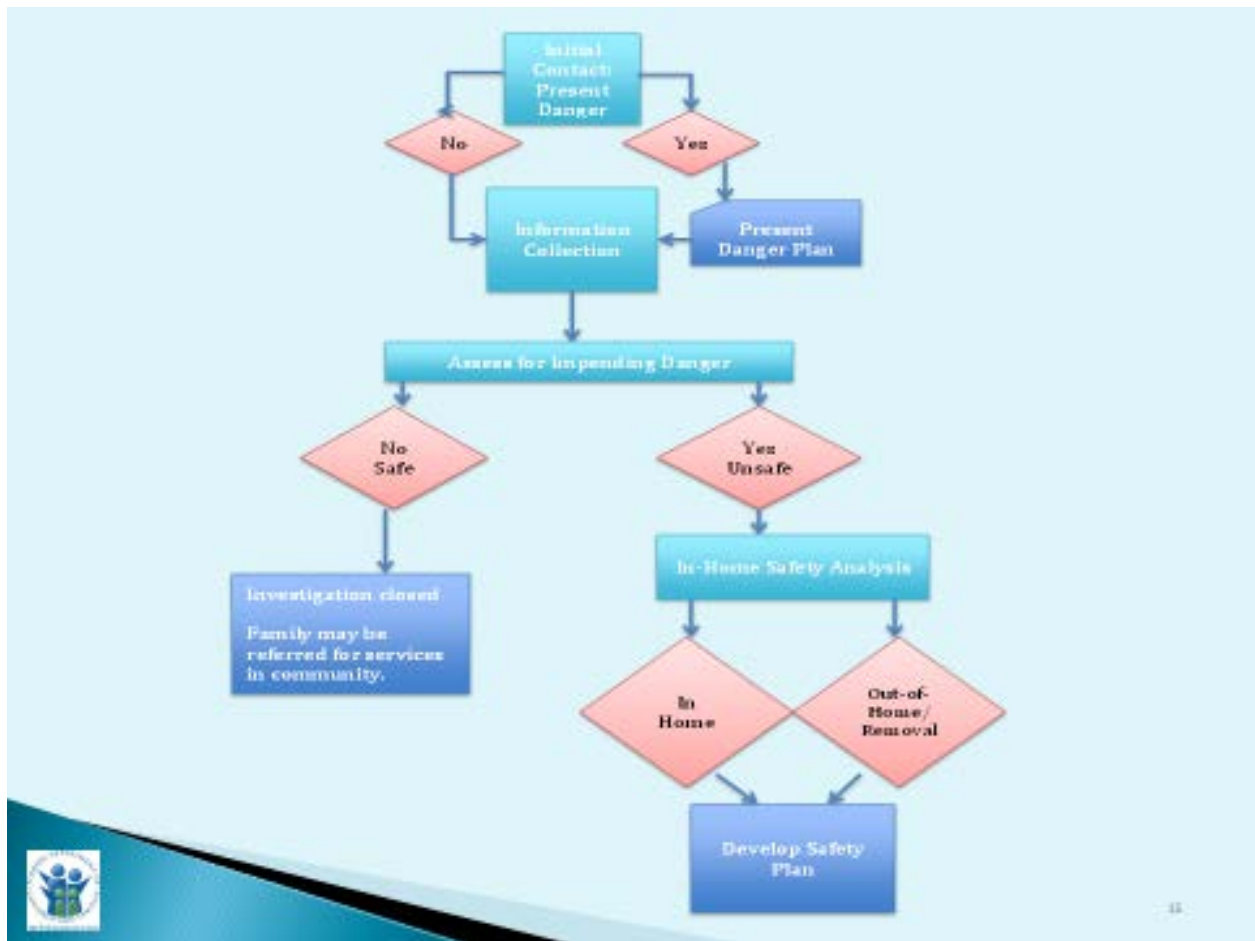 Initial
Contact:
Present
Danger
No
Yes
Information
Collection
Present
Danger Plan
Assess for Impending Danger
No
Safe
Yes
Unsafe
In-Home Safety Analysis
Investigation closed
Family may be
referred for services
in community.
In
Home
Out-of-
Home/
Removal
Develop Safety
Plan